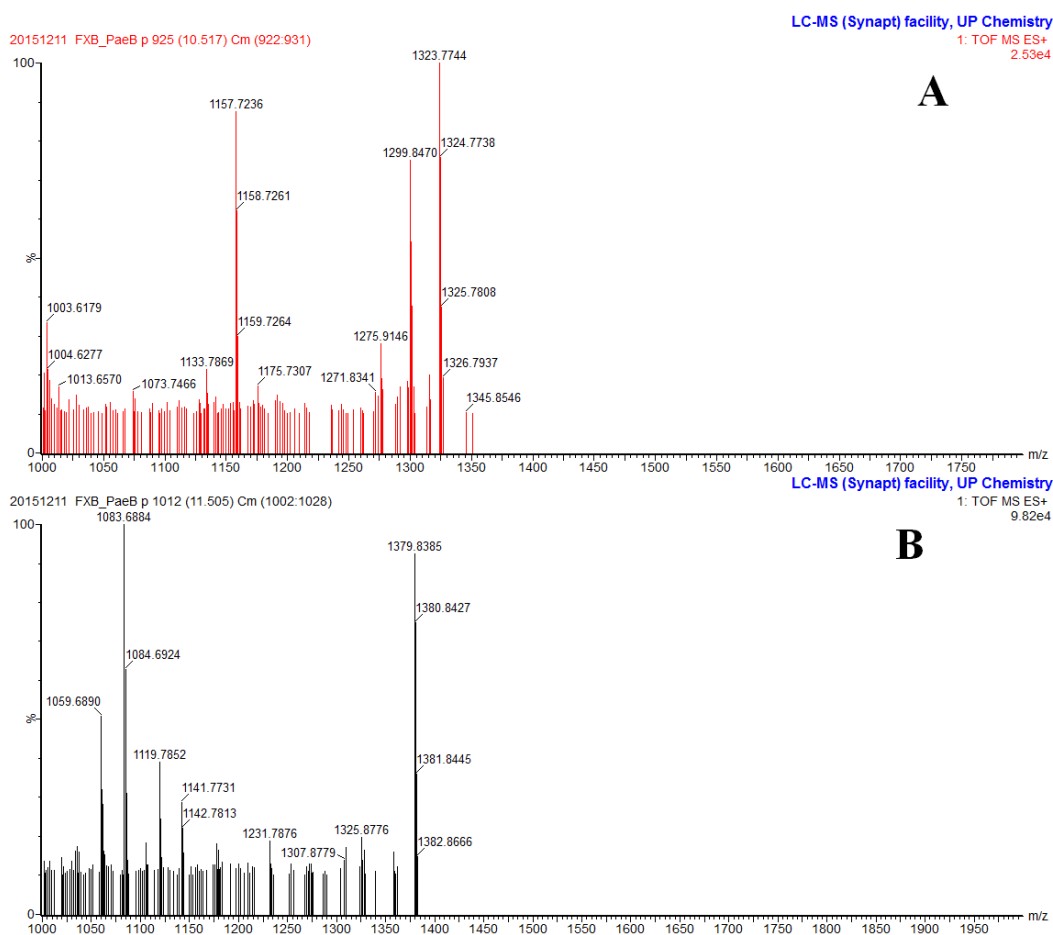 LC-MS (Synapt) facility, UP Chemistry
20151211 FXB_PaeB p 925 (10.517) Cm (922:931)
1: TOF MS ES+
2.53e4
A
100
%
0
1323.7744
1157.7236
1324.7738
1299.8470
1158.7261
1003.6179
1325.7808
1159.7264
1275.9146
1004.6277
1133.7869
1326.7937
1013.6570
1073.7466
1175.7307
1271.8341
1345.8546
1000 1050 1100 1150 1200 1250 1300 1350 1400 1450 1500 1550 1600 1650 1700 1750
m/z
LC-MS (Synapt) facility, UP Chemistry
20151211 FXB_PaeB p 1012 (11.505) Cm (1002:1028)
1: TOF MS ES+
9.82e4
B
100
%
0
1083.6884
1379.8385
1380.8427
1084.6924
1059.6890
1119.7852
1381.8445
1141.7731
1142.7813
1231.7876
1325.8776
1307.8779
1382.8666
1000 1050 1100 1150 1200 1250 1300 1350 1400 1450 1500 1550 1600 1650 1700 1750 1800 1850 1900 1950
m/z